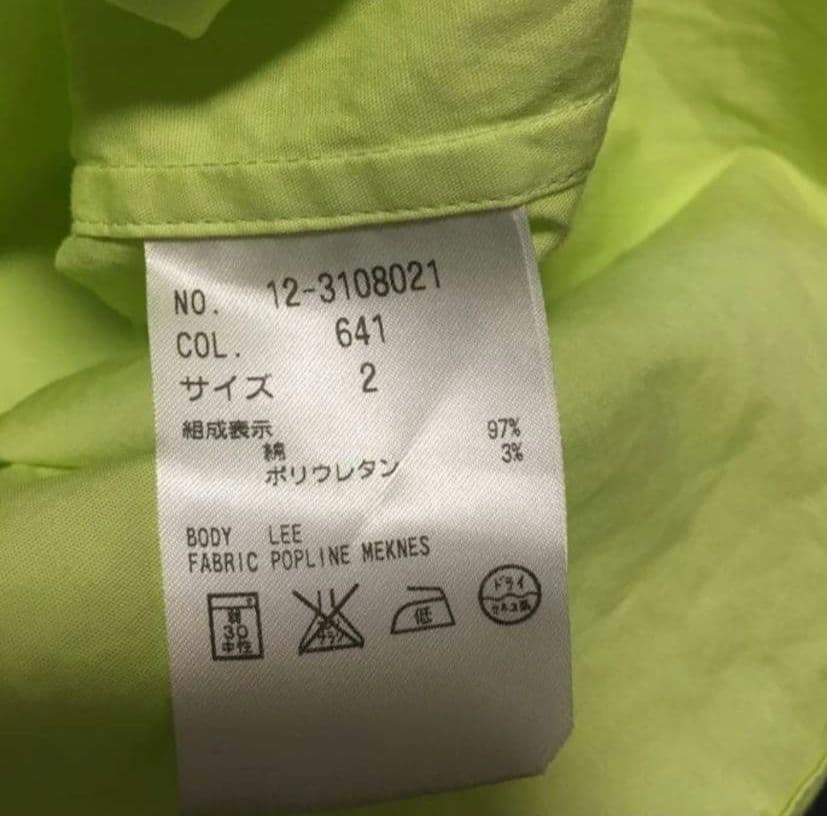 NO. 12-3108021
COL. 641
サイズ 2
組成表示
綿 97%
ポリウレタン 3%
BODY LEE
FABRIC POPLINE MEKNES
弱
30
中性
低
ドライ